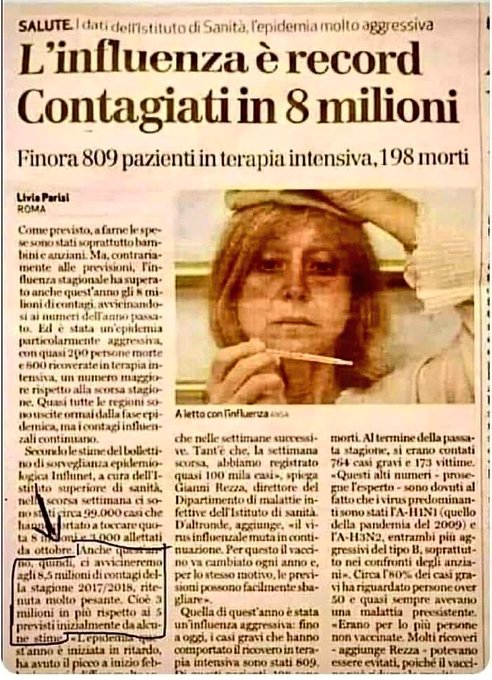 SALUTE. I dati dell'Istituto di Sanità, l'epidemia molto aggressiva
L'influenza è record
Contagiati in 8 milioni
Finora 809 pazienti in terapia intensiva, 198 morti
Livia Parisi
ROMA
Come previsto, a farne le spe-
se sono stati soprattutto bam-
bini e anziani. Ma, contraria-
mente alle previsioni, l'in-
fluenza stagionale ha supera-
to anche quest'anno gli 8 mi-
lioni di contagi, avvicinando-
si ai numeri dell'anno passa-
to. Ed è stata un'epidemia
particolarmente aggressiva,
con quasi 200 persone morte
e 800 ricoverate in terapia in-
tensiva, un numero maggio-
re rispetto alla scorsa stagio-
ne. Quasi tutte le regioni so-
no uscite ormai dalla fase epi-
demica, ma i contagi influen-
zali continuano.
Secondo le stime del bolletti-
no di sorveglianza epidemio-
logica Influnet, a cura dell'I-
stituto superiore di sanità,
nella scorsa settimana ci so-
no stati circa 99.000 casi che
hanno portato a toccare quo-
ta 8 milioni .000 allettati
da ottobre. Anche quest'an-
no, quindi, ci avvicineremo
agli 8,5 milioni di contagi del-
la stagione 2017/2018, rite-
nuta molto pesante. Cioè 3
milioni in più rispetto ai 5
previsti inizialmente da alcu-
ne stime. «L'epidemia que-
st'anno è iniziata in ritardo,
ha avuto il picco a inizio feb-
A letto con l'influenza ANSA
che nelle settimane successi-
ve. Tant'è che, la settimana
scorsa, abbiamo registrato
quasi 100 mila casi», spiega
Gianni Rezza, direttore del
Dipartimento di malattie in-
fettive dell'Istituto di sanità.
D'altronde, aggiunge, «il vi-
rus influenzale muta in con-
tinuazione. Per questo il vacci-
no va cambiato ogni anno e,
per lo stesso motivo, le previ-
sioni possono facilmente sba-
gliare».
Quella di quest'anno è stata
un'influenza aggressiva: fino
a oggi, i casi gravi che hanno
comportato il ricovero in te-
rapia intensiva sono stati 809.
morti. Al termine della passa-
ta stagione, si erano contati
764 casi gravi e 173 vittime.
«Questi alti numeri - prose-
gne l'esperto - sono dovuti al
fatto che i virus predominan-
ti sono stati l'A-H1N1 (quello
della pandemia del 2009) e
l'A-H3N2, entrambi più ag-
gressivi del tipo B, soprattut-
to nei confronti degli anzia-
ni». Circa l'80% dei casi gra-
vi ha riguardato persone over
50 e quasi sempre avevano
una malattia preesistente.
«Erano per lo più persone
non vaccinate. Molti ricoveri
- aggiunge Rezza - potevano
essere evitati, poiché il vacci-